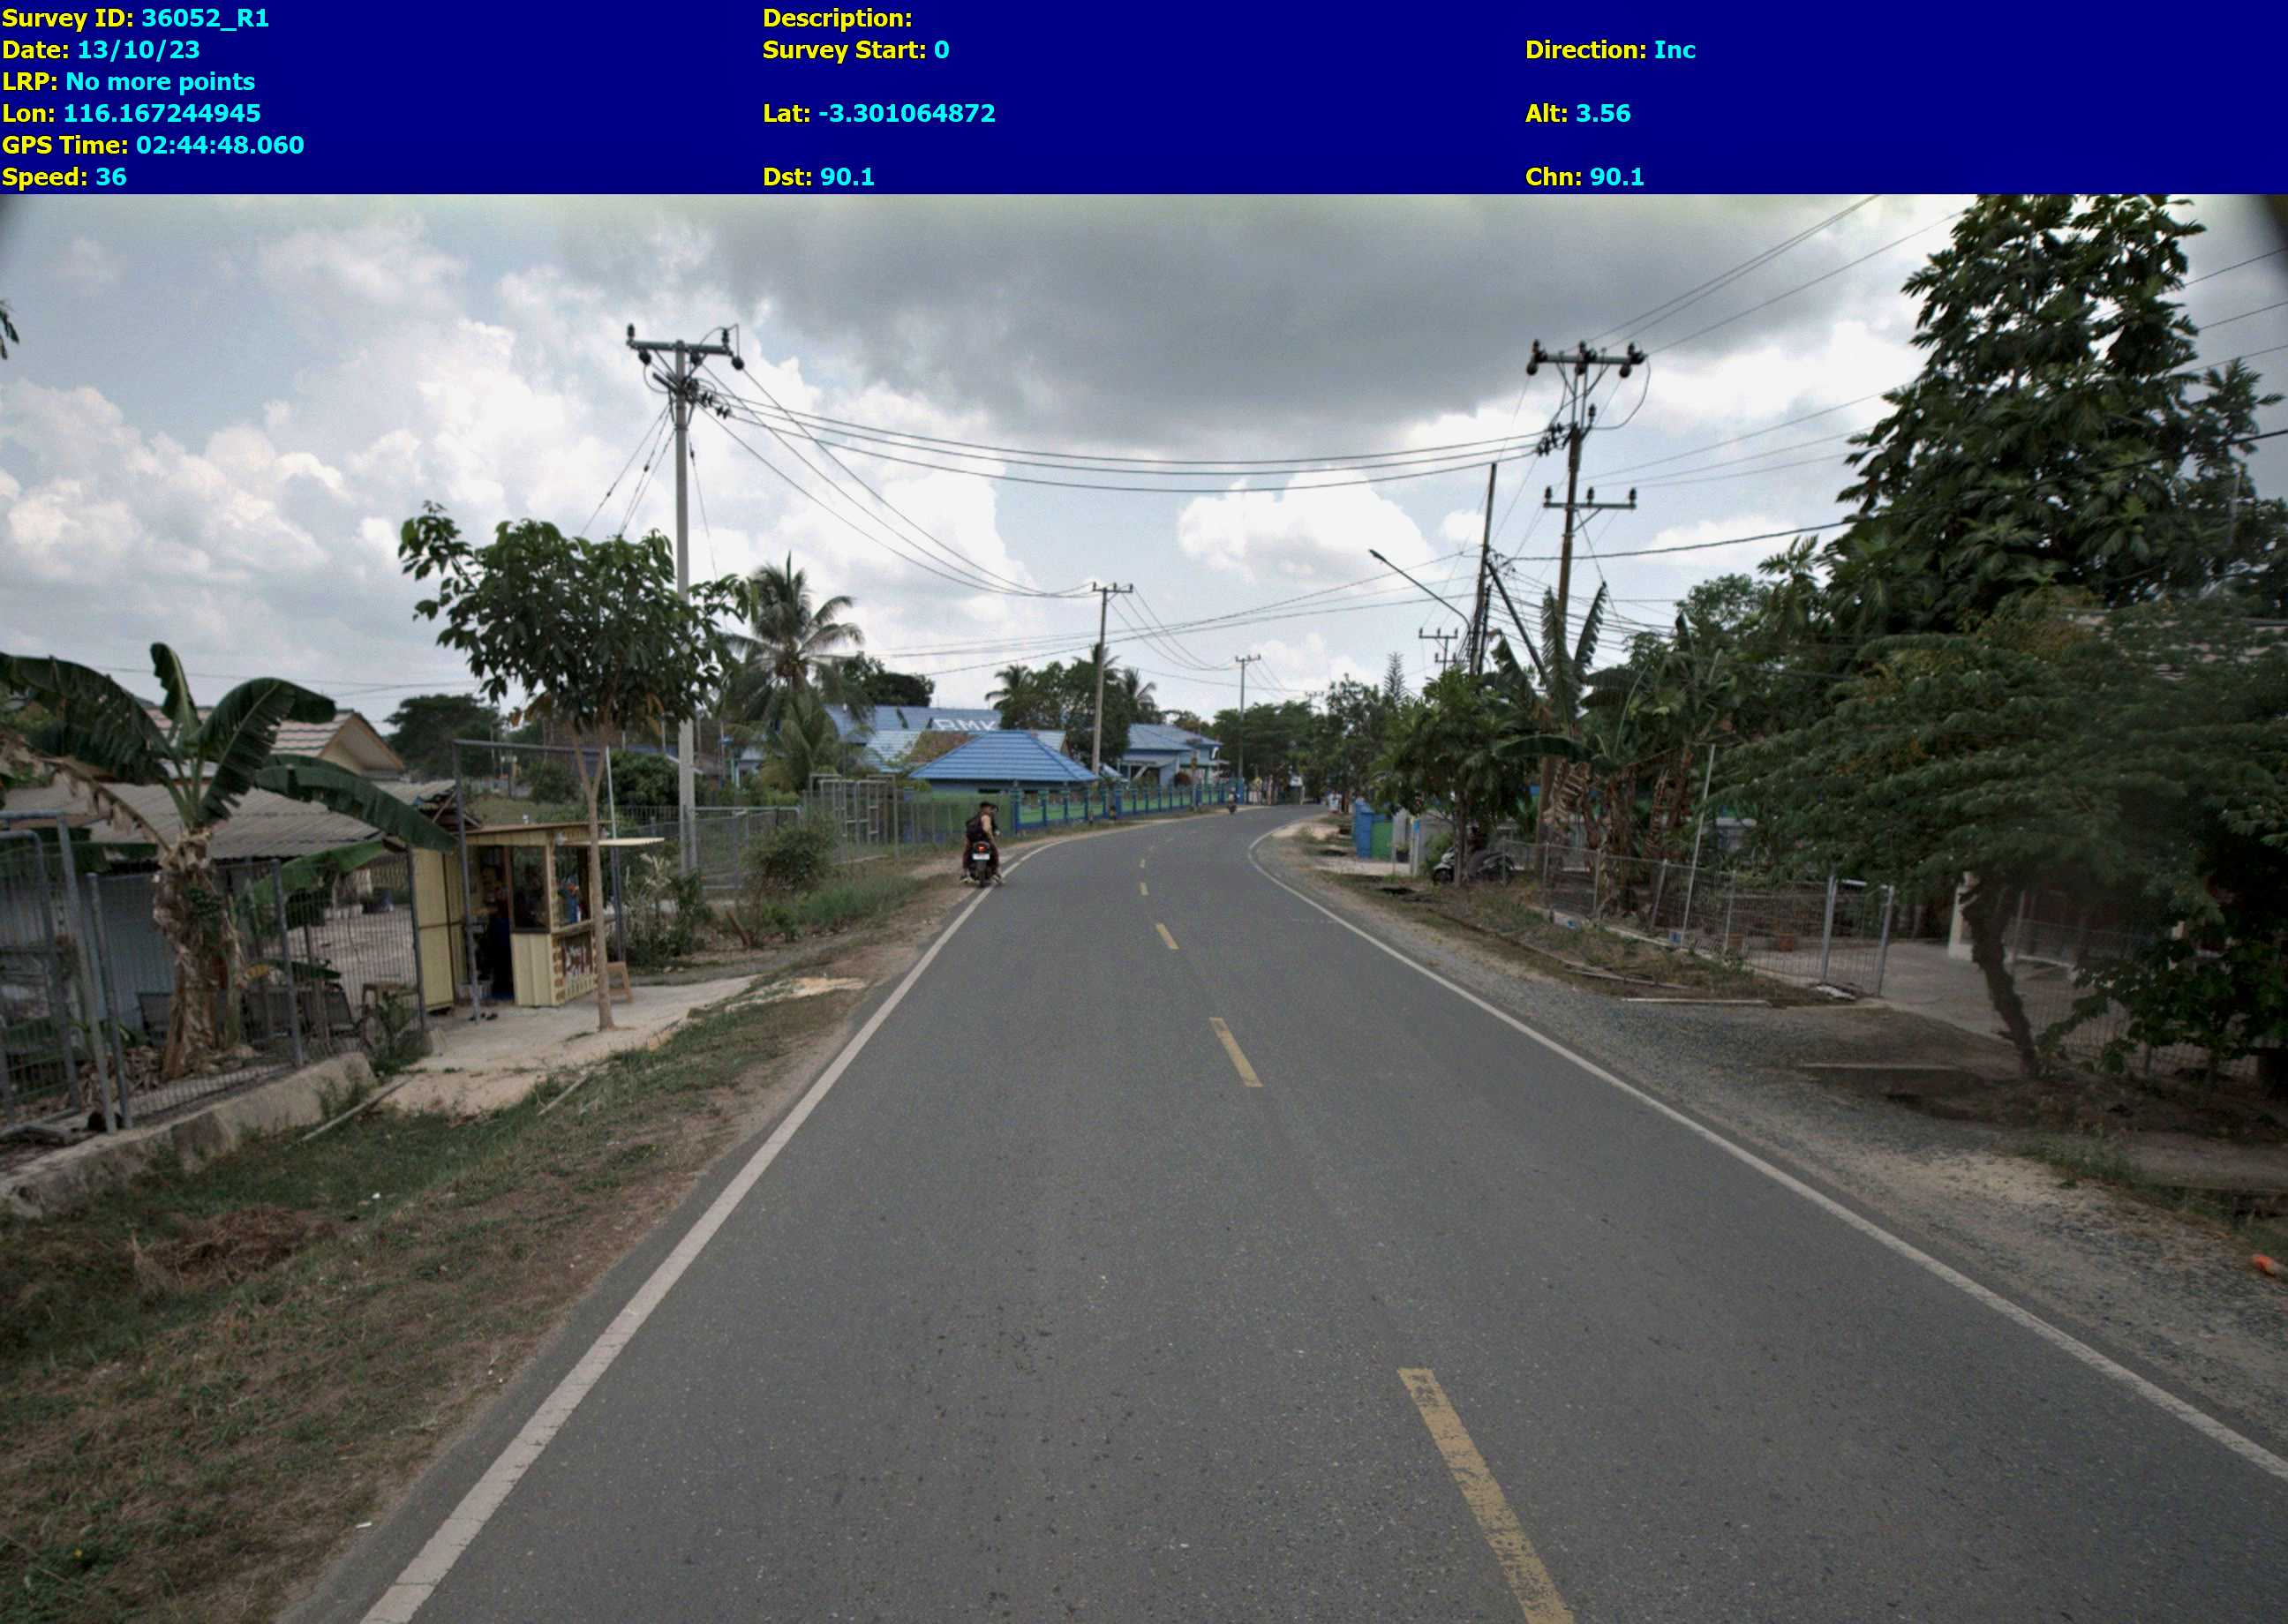 Survey ID: 36052_R1
Description:
Date: 13/10/23
Survey Start: 0
Direction: Inc
LRP: No more points
Lon: 116.167244945
Lat: -3.301064872
Alt: 3.56
GPS Time: 02:44:48.060
Speed: 36
Dst: 90.1
Chn: 90.1